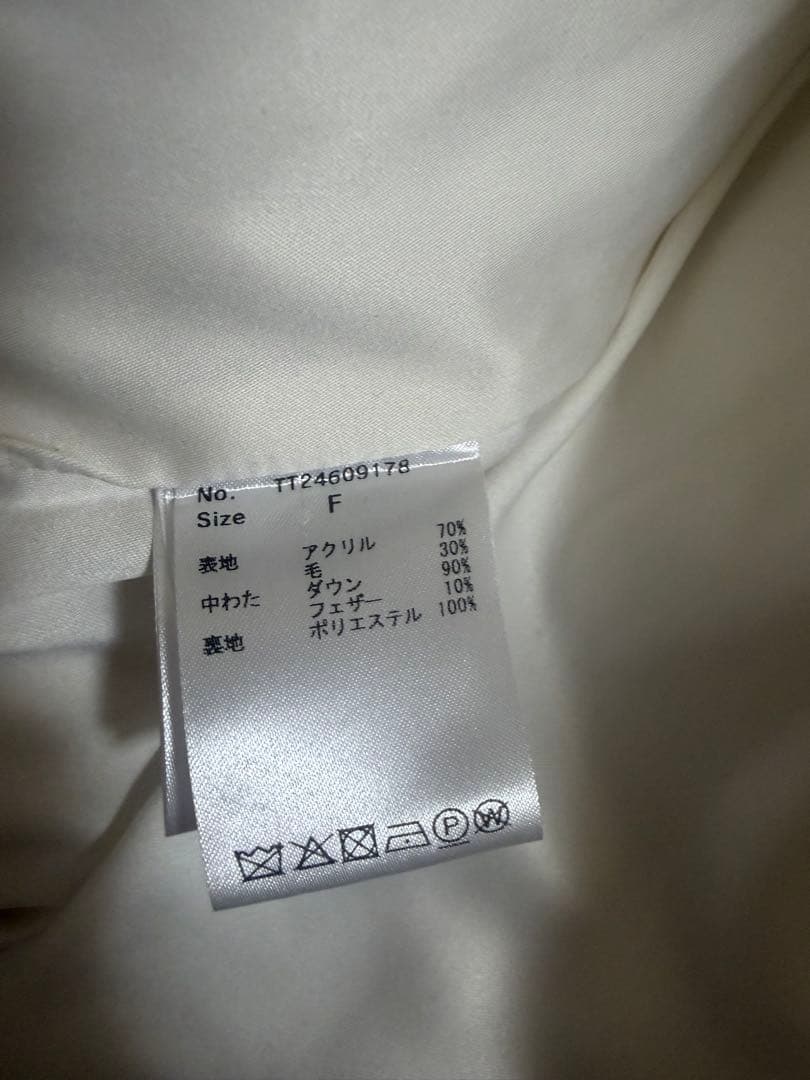 No. TT24609178
Size F
表地 アクリル 70%
毛 30%
中わた ダウン 90%
フェザー 10%
裏地 ポリエステル 100%
P W